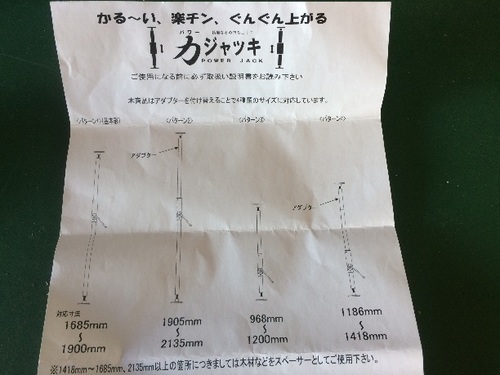 かる〜い、楽チン、ぐんぐん上がる
パワー
力ジャッキ
POWER JACK
ご使用になる前に必ず取扱い説明書をお読み下さい
本商品はアダプターを付け替えることで4種類のサイズに対応しています。
<パターン1>(基本形) <パターン2> <パターン3> <パターン4>
アダプター
アダプター
対応寸法
1685mm 〜 1900mm
1905mm 〜 2135mm
968mm 〜 1200mm
1186mm 〜 1418mm
※1418mm〜1685mm, 2135mm以上の箇所につきましては木材などをスペーサーとしてご使用下さい。